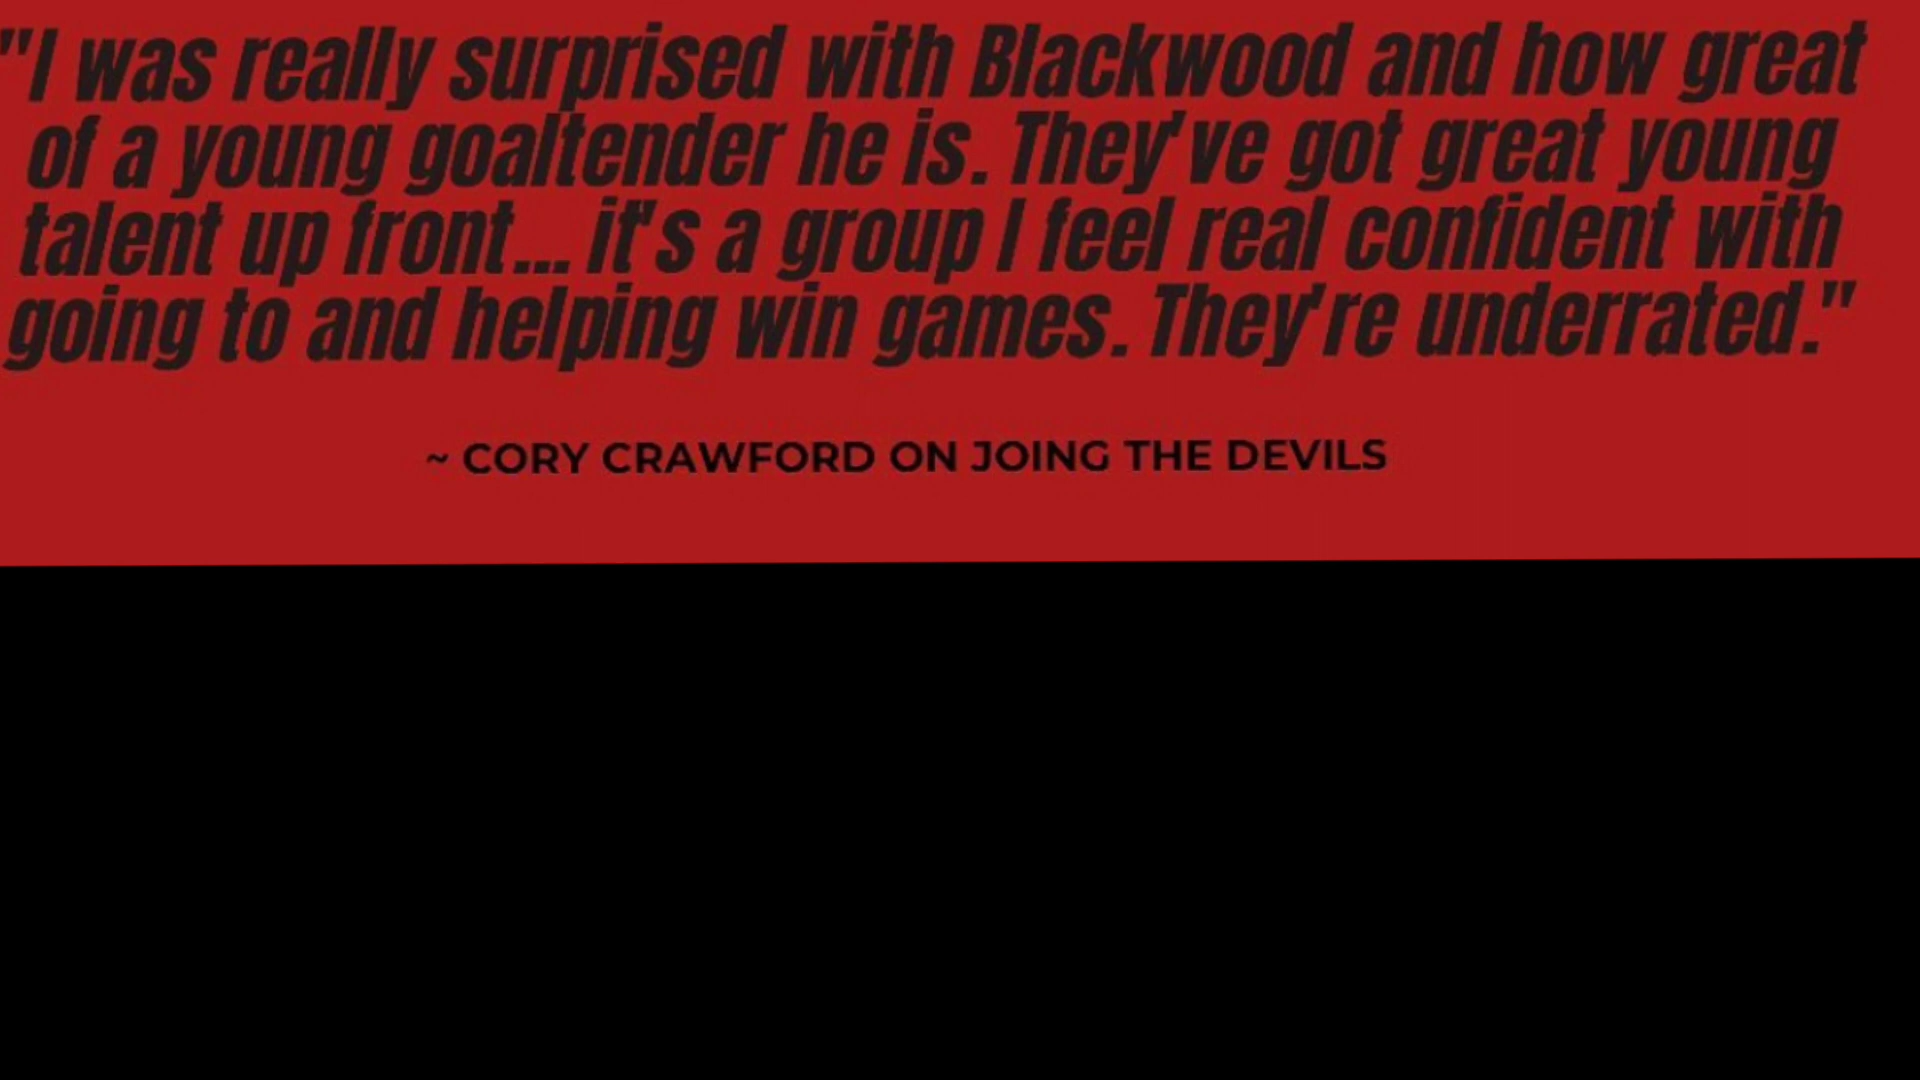 "I was really surprised with Blackwood and how great
of a young goaltender he is. They've got great young
talent up front... it's a group I feel real confident with
going to and helping win games. They're underrated."
~ CORY CRAWFORD ON JOING THE DEVILS